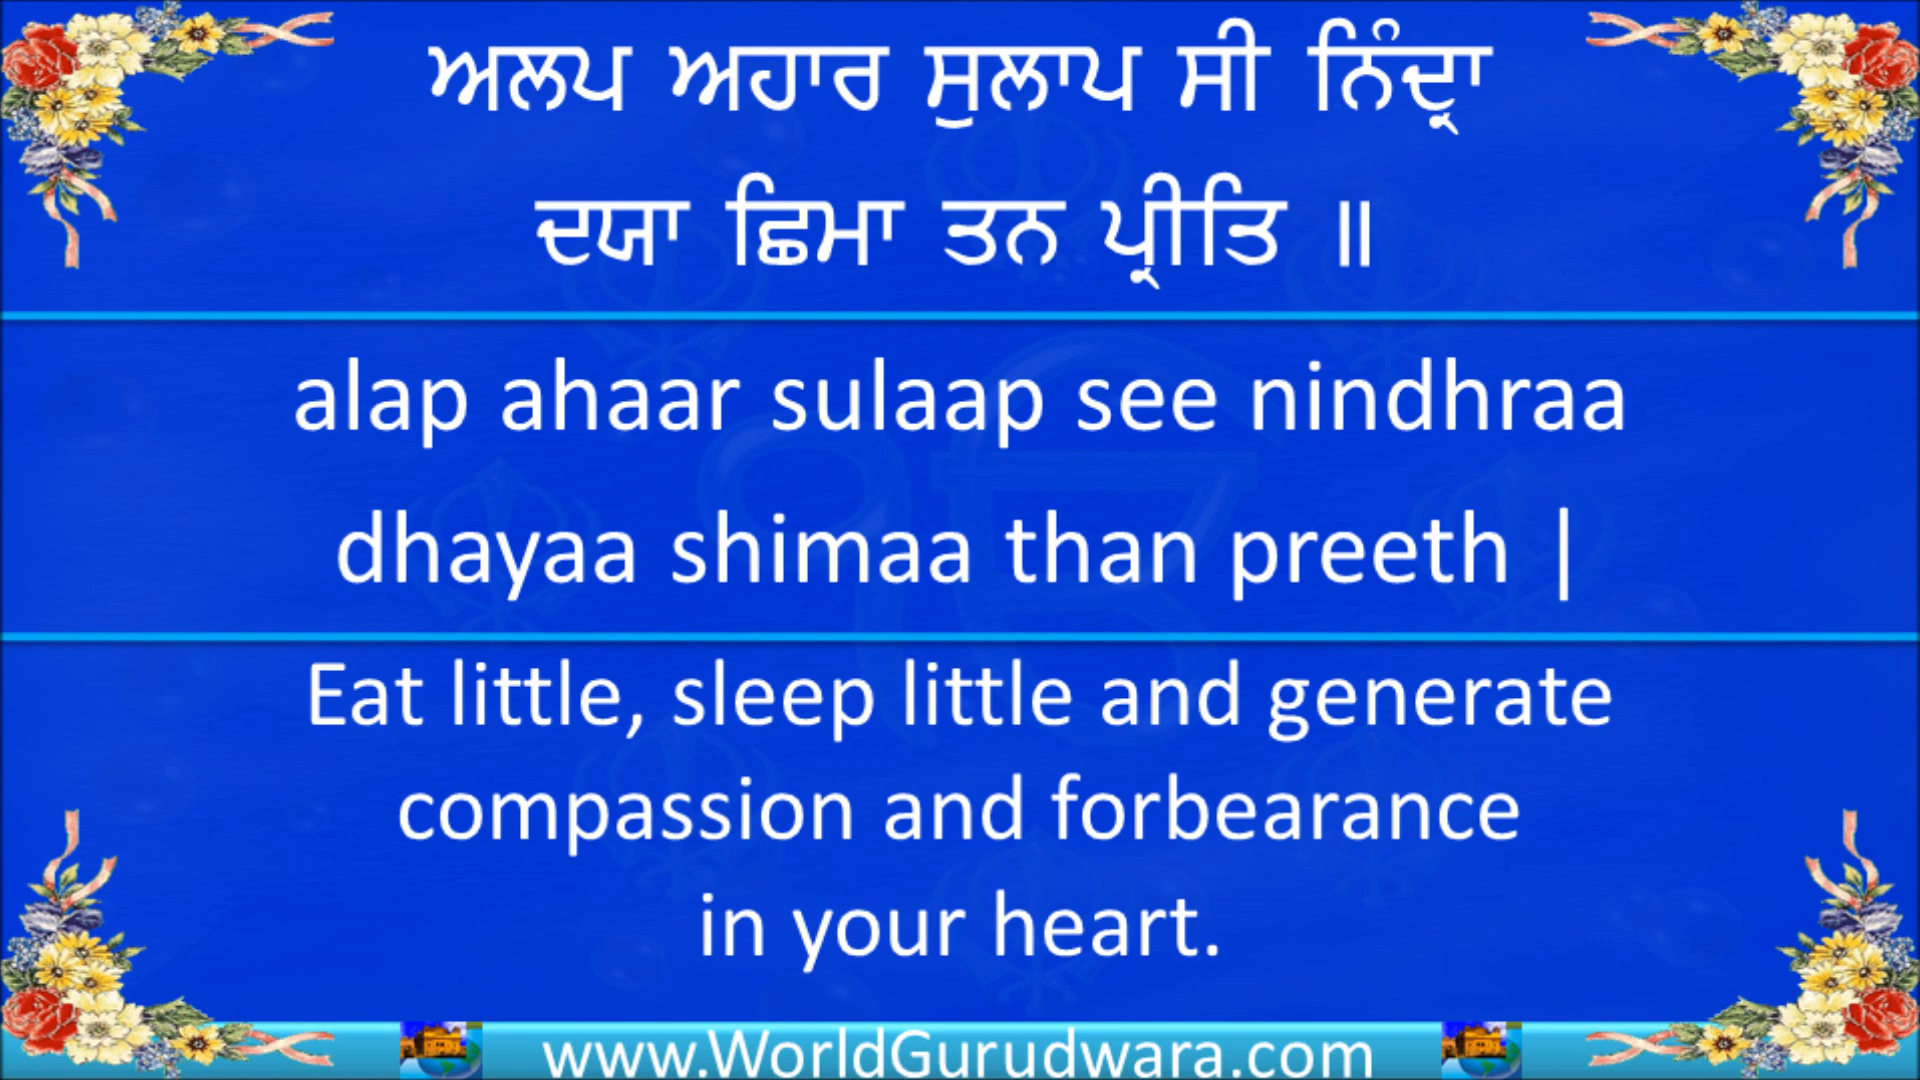 ਅਲਪ ਅਹਾਰ ਸੁਲਾਪ ਸੀ ਨਿੰਦ੍ਰਾ
ਦਯਾ ਛਿਮਾ ਤਨ ਪ੍ਰੀਤਿ ॥
alap ahaar sulaap see nindhraa
dhayaa shimaa than preeth |
Eat little, sleep little and generate
compassion and forbearance
in your heart.
www.WorldGurudwara.com